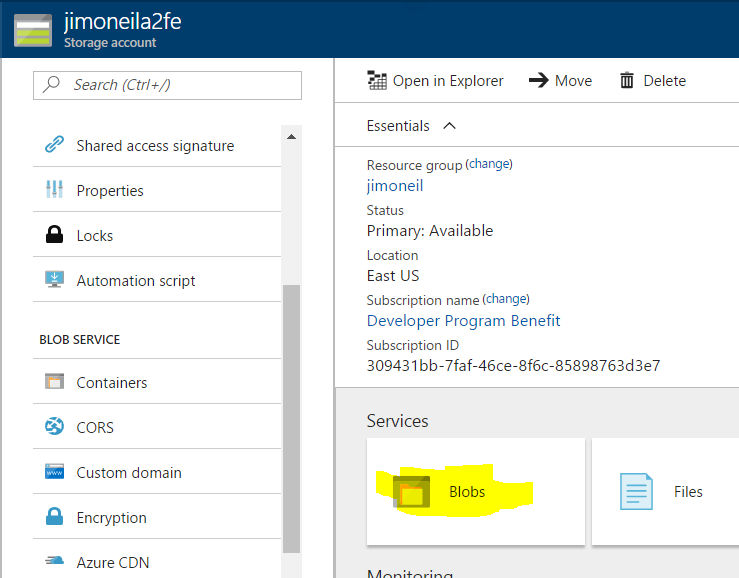 jimoneila2fe
Storage account
Search (Ctrl+/)
Shared access signature
Properties
Locks
Automation script
BLOB SERVICE
Containers
CORS
www
Custom domain
Encryption
Azure CDN
Open in Explorer
Move
Delete
Essentials
Resource group (change)
jimoneil
Status
Primary: Available
Location
East US
Subscription name (change)
Developer Program Benefit
Subscription ID
309431bb-7faf-46ce-8f6c-85898763d3e7
Services
Blobs
Files
Monitoring